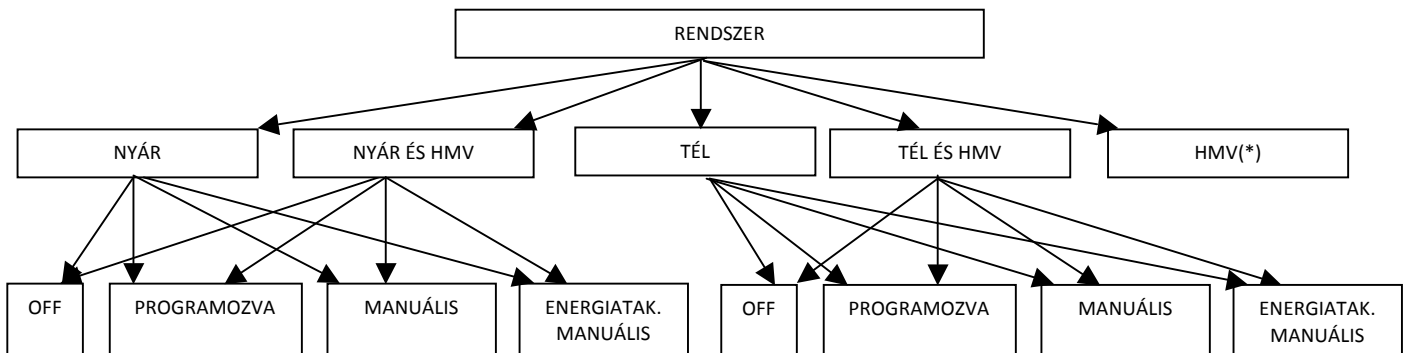 RENDSZER
NYÁR
NYÁR ÉS HMV
TÉL
TÉL ÉS HMV
HMV(*)
OFF
PROGRAMOZVA
MANUÁLIS
ENERGIATAK.
MANUÁLIS
OFF
PROGRAMOZVA
MANUÁLIS
ENERGIATAK.
MANUÁLIS